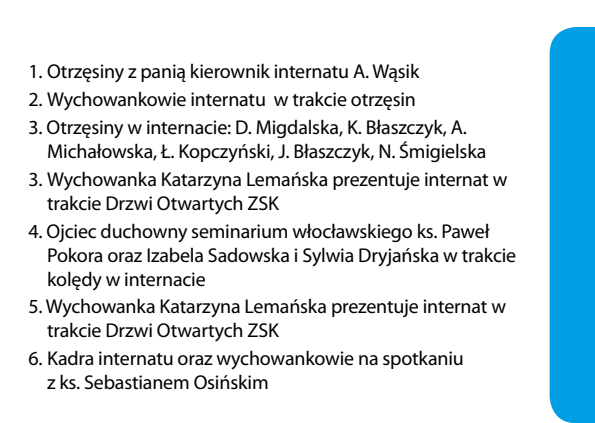 1. Otrzęsiny z panią kierownik internatu A. Wąsik
2. Wychowankowie internatu w trakcie otrzęsin
3. Otrzęsiny w internacie: D. Migdalska, K. Błaszczyk, A.
Michałowska, Ł. Kopczyński, J. Błaszczyk, N. Śmigielska
3. Wychowanka Katarzyna Lemańska prezentuje internat w
trakcie Drzwi Otwartych ZSK
4. Ojciec duchowny seminarium włocławskiego ks. Paweł
Pokora oraz Izabela Sadowska i Sylwia Dryjańska w trakcie
kolędy w internacie
5. Wychowanka Katarzyna Lemańska prezentuje internat w
trakcie Drzwi Otwartych ZSK
6. Kadra internatu oraz wychowankowie na spotkaniu
z ks. Sebastianem Osińskim